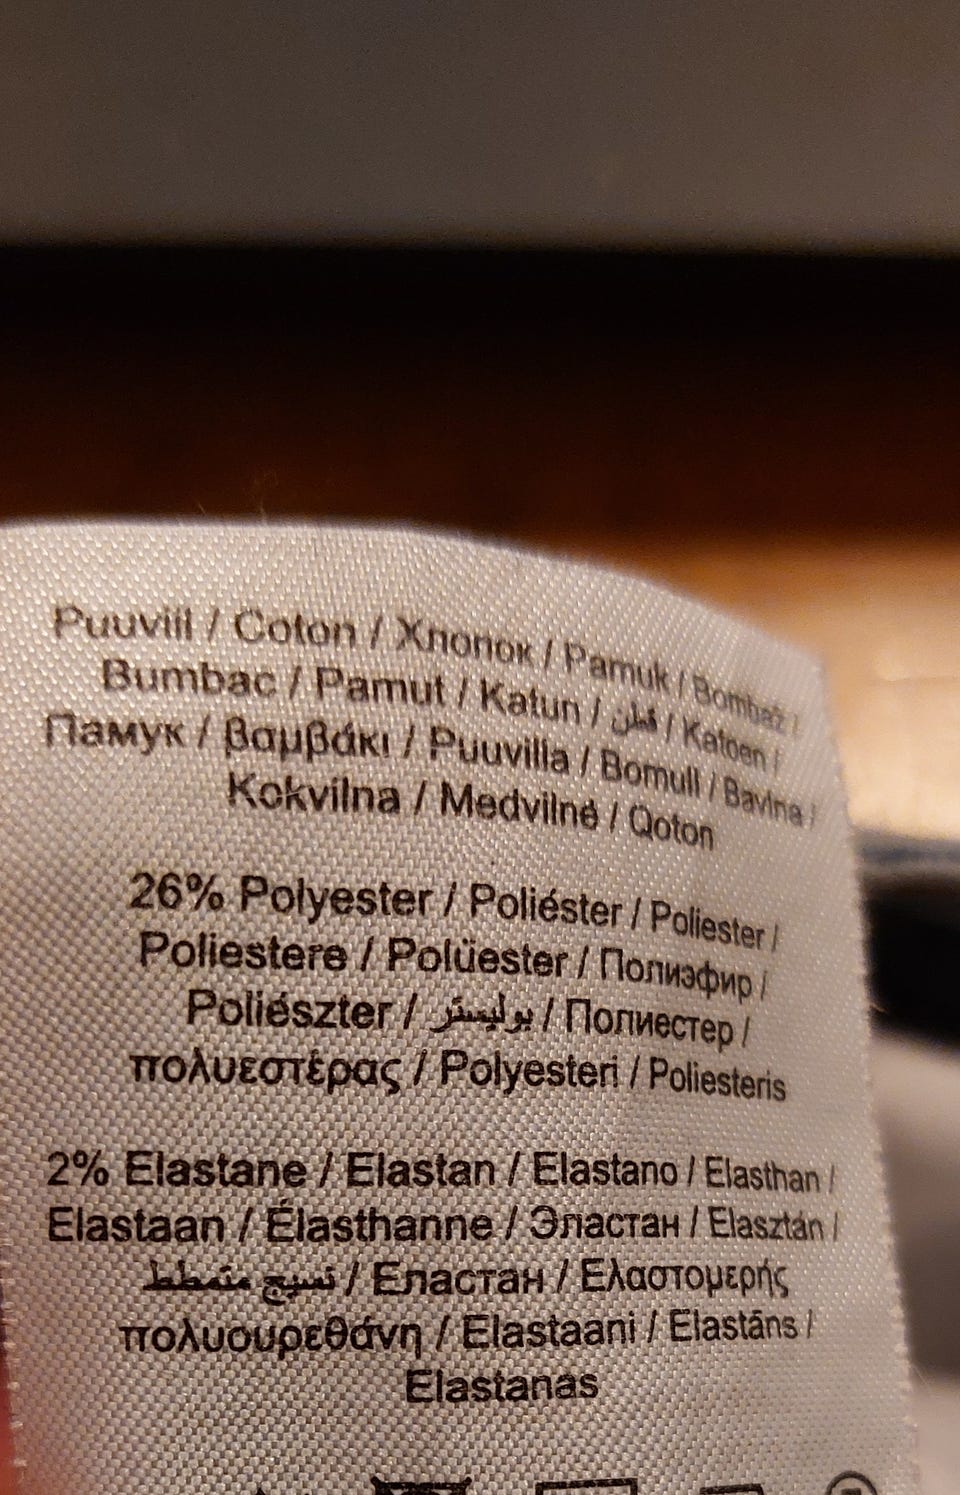 Puuvill / Coton / Хлопок / Pamuk / Bombaž /
Bumbac / Pamut / Katun / قطن / Katoen /
Памук / βαμβάκι / Puuvilla / Bomull / Bavlna /
Kokvilna / Medvilnė / Qoton
26% Polyester / Poliéster / Poliester /
Poliestere / Polüester / Полиэфир /
Poliészter / بوليستر / Полиестер /
πολυεστέρας / Polyesteri / Poliesteris
2% Elastane / Elastan / Elastano / Elasthan /
Elastaan / Élasthanne / Эластан / Elasztán /
نسيج متمطط / Еластан / Ελαστομερής
πολυουρεθάνη / Elastaani / Elastāns /
Elastanas